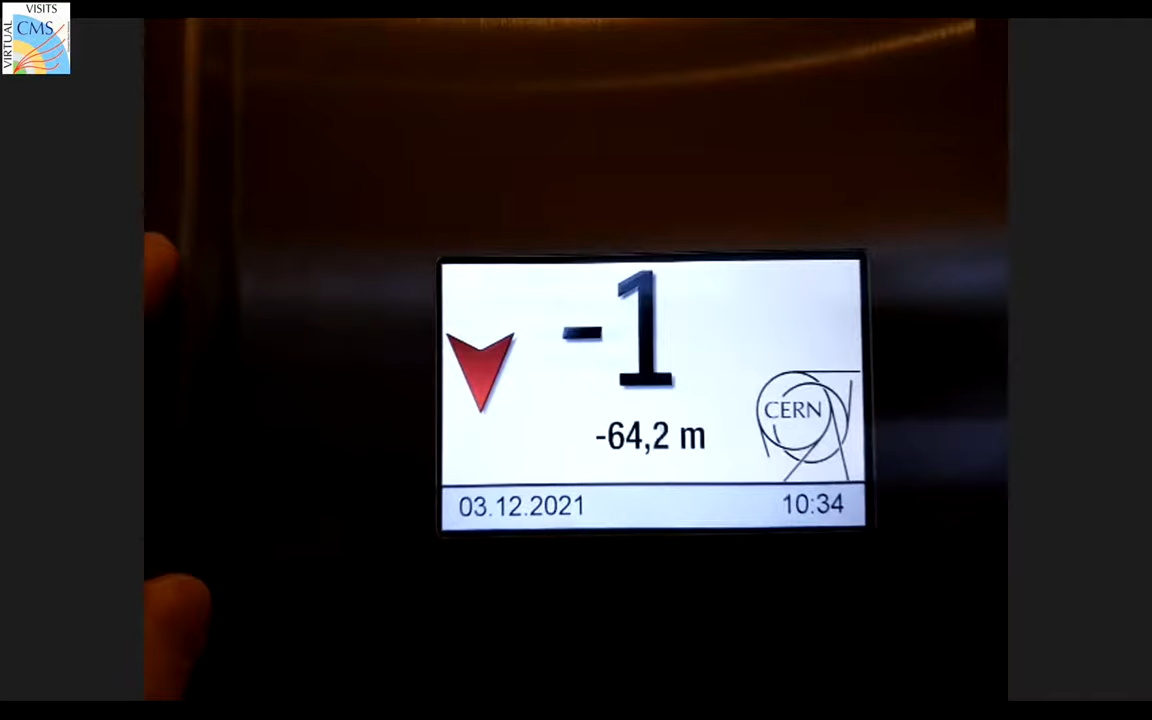 VISITS
VIRTUAL
CMS
-1
-64,2 m
CERN
03.12.2021
10:34